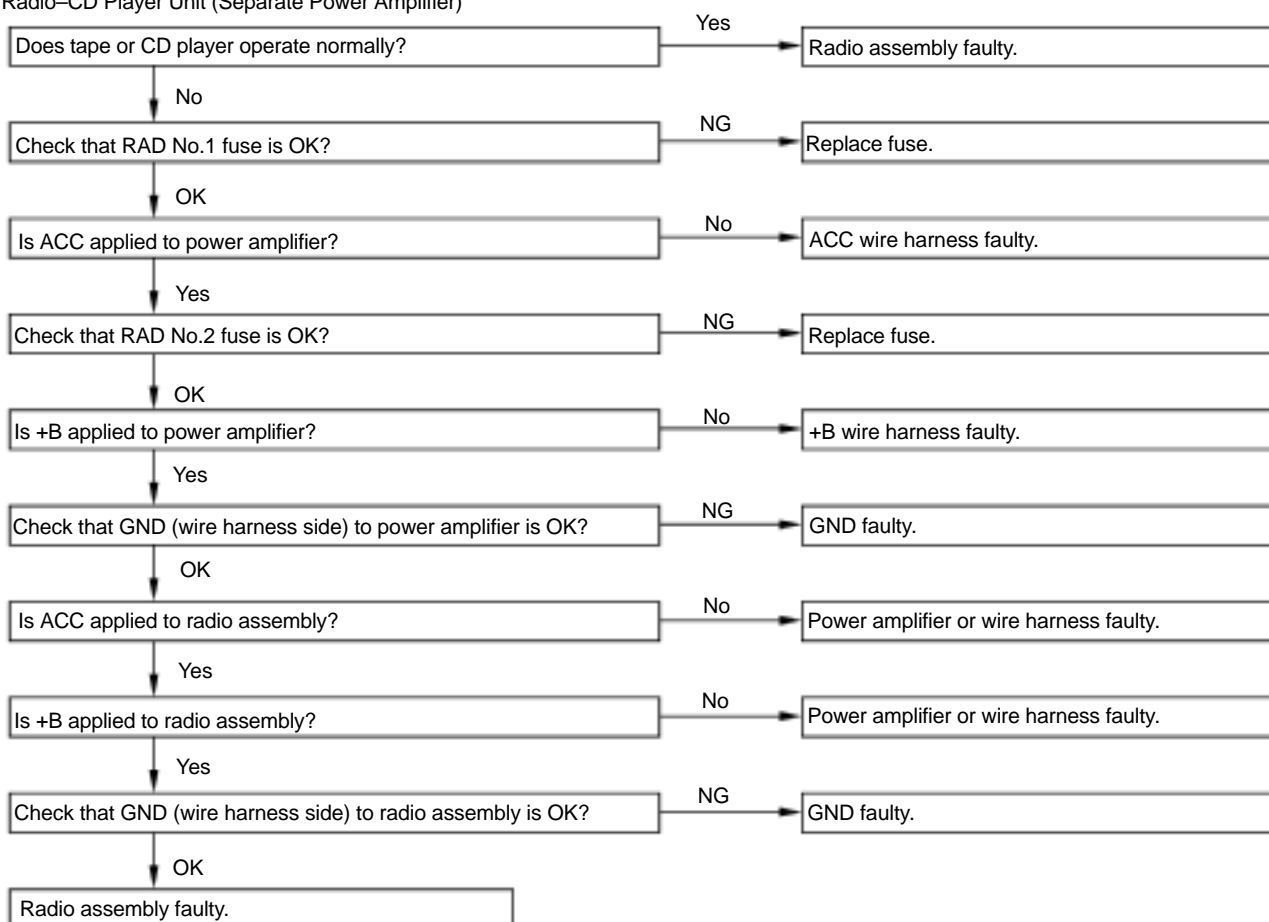 Radio–CD Player Unit (Separate Power Amplifier)
Does tape or CD player operate normally?
Yes
Radio assembly faulty.
No
Check that RAD No.1 fuse is OK?
NG
Replace fuse.
OK
Is ACC applied to power amplifier?
No
ACC wire harness faulty.
Yes
Check that RAD No.2 fuse is OK?
NG
Replace fuse.
OK
Is +B applied to power amplifier?
No
+B wire harness faulty.
Yes
Check that GND (wire harness side) to power amplifier is OK?
NG
GND faulty.
OK
Is ACC applied to radio assembly?
No
Power amplifier or wire harness faulty.
Yes
Is +B applied to radio assembly?
No
Power amplifier or wire harness faulty.
Yes
Check that GND (wire harness side) to radio assembly is OK?
NG
GND faulty.
OK
Radio assembly faulty.